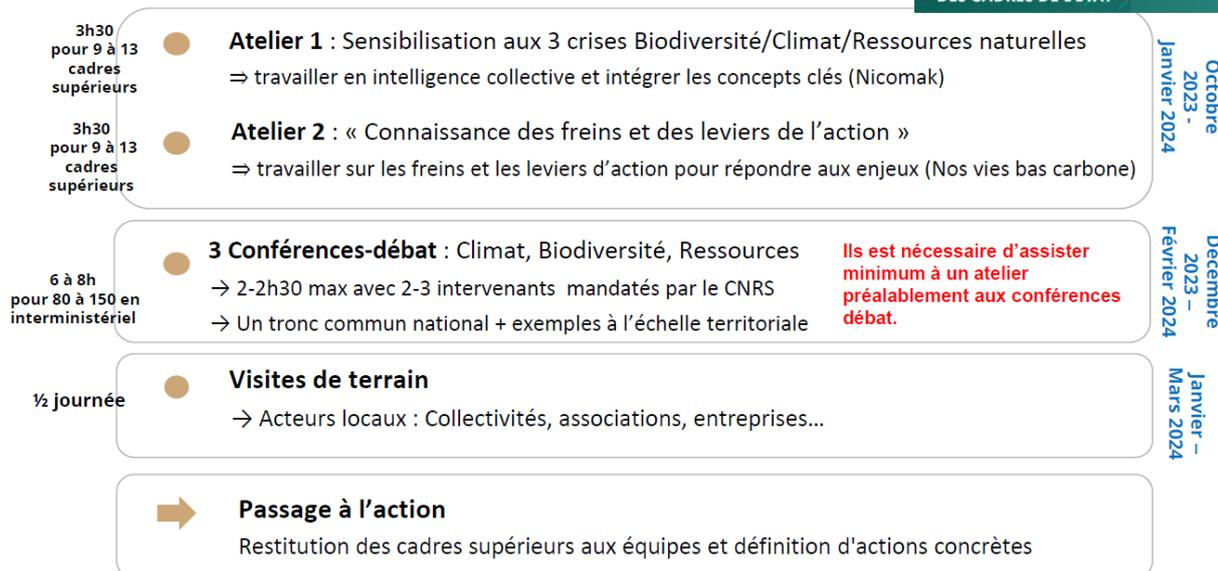 DES CADRES DE L'ÉTAT
3h30
pour 9 à 13
cadres
supérieurs
Atelier 1 : Sensibilisation aux 3 crises Biodiversité/Climat/Ressources naturelles
⇒ travailler en intelligence collective et intégrer les concepts clés (Nicomak)
3h30
pour 9 à 13
cadres
supérieurs
Atelier 2 : « Connaissance des freins et des leviers de l'action »
⇒ travailler sur les freins et les leviers d'action pour répondre aux enjeux (Nos vies bas carbone)
Octobre
2023 -
Janvier 2024
6 à 8h
pour 80 à 150 en
interministériel
3 Conférences-débat : Climat, Biodiversité, Ressources
→ 2-2h30 max avec 2-3 intervenants mandatés par le CNRS
→ Un tronc commun national + exemples à l'échelle territoriale
Ils est nécessaire d'assister
minimum à un atelier
préalablement aux conférences
débat.
Décembre
2023 –
Février 2024
½ journée
Visites de terrain
→ Acteurs locaux : Collectivités, associations, entreprises...
Janvier –
Mars 2024
Passage à l'action
Restitution des cadres supérieurs aux équipes et définition d'actions concrètes